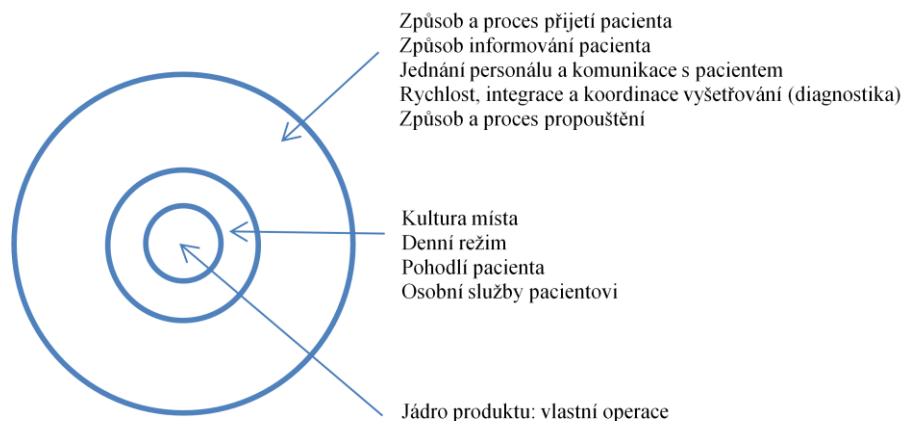 Způsob a proces přijetí pacienta
Způsob informování pacienta
Jednání personálu a komunikace s pacientem
Rychlost, integrace a koordinace vyšetřování (diagnostika)
Způsob a proces propouštění
Kultura místa
Denní režim
Pohodlí pacienta
Osobní služby pacientovi
Jádro produktu: vlastní operace